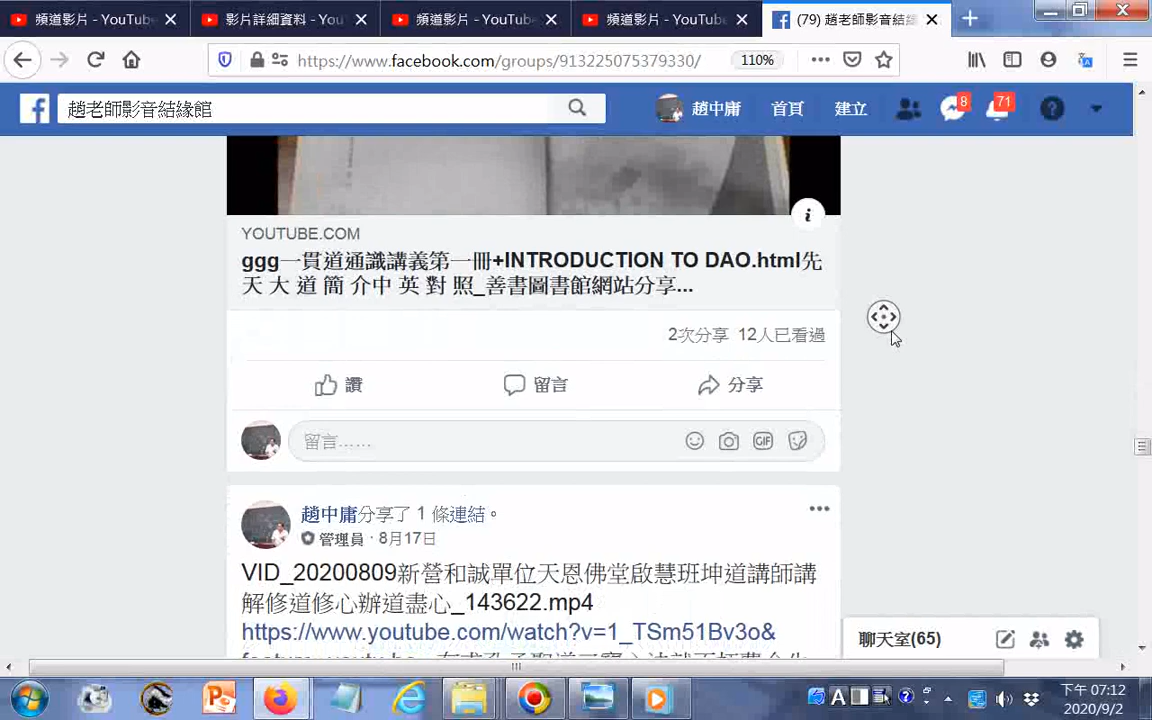 頻道影片 - YouTube
影片詳細資料 - You
頻道影片 - YouTub
頻道影片 - YouTub
(79) 趙老師影音結緣
https://www.facebook.com/groups/913225075379330/
110%
趙老師影音結緣館
趙中庸
首頁
建立
8
71
YOUTUBE.COM
ggg一貫道通識講義第一冊+INTRODUCTION TO DAO.html先
天 大 道 簡 介中 英 對 照_善書圖書館網站分享...
2次分享 12人已看過
讚
留言
分享
留言……
GIF
趙中庸分享了 1 條連結。
管理員 · 8月17日
VID_20200809新營和誠單位天恩佛堂啟慧班坤道講師講
解修道修心辦道盡心_143622.mp4
https://www.youtube.com/watch?v=1_TSm51Bv3o&
聊天室(65)
下午 07:12
2020/9/2